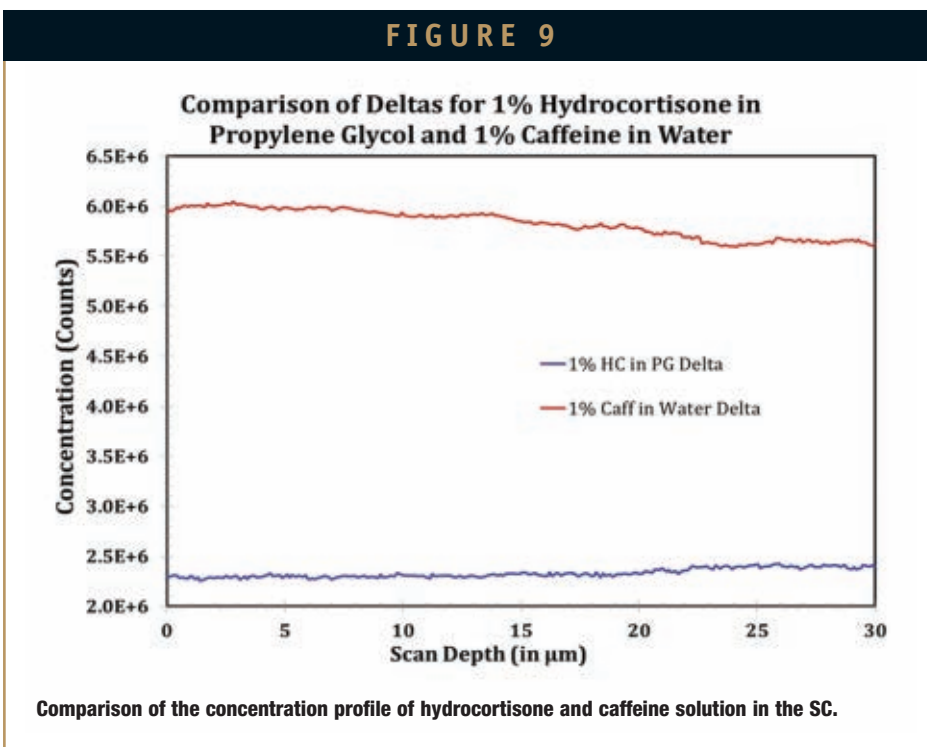 FIGURE 9
Comparison of Deltas for 1% Hydrocortisone in
Propylene Glycol and 1% Caffeine in Water
6.5E+6
6.0E+6
5.5E+6
5.0E+6
4.5E+6
4.0E+6
3.5E+6
3.0E+6
2.5E+6
2.0E+6
Concentration (Counts)
1% HC in PG Delta
1% Caff in Water Delta
0 5 10 15 20 25 30
Scan Depth (in μm)
Comparison of the concentration profile of hydrocortisone and caffeine solution in the SC.